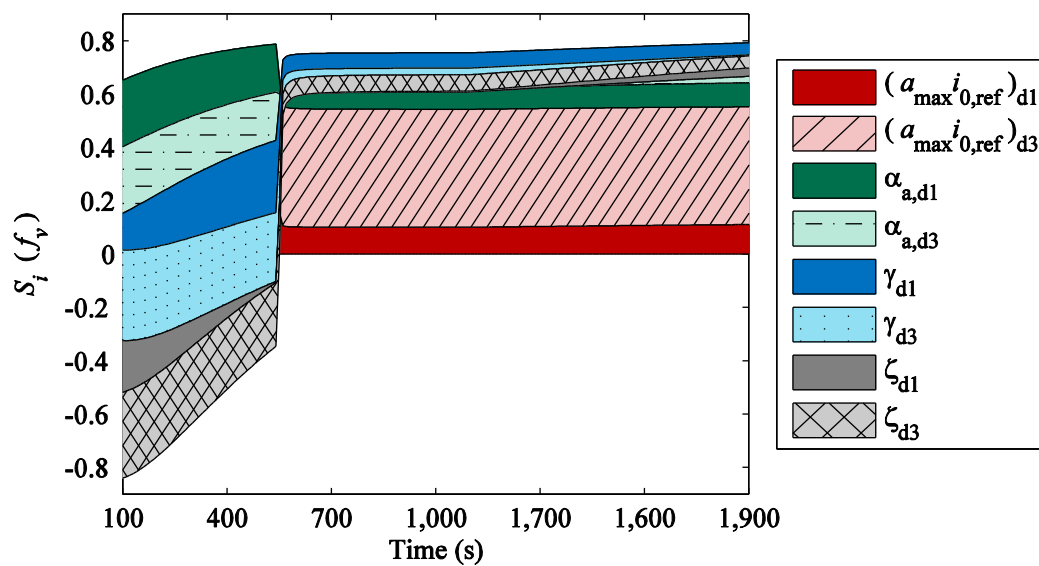 0.8
0.6
0.4
0.2
0
-0.2
-0.4
-0.6
-0.8
S_i (f_v)
100 400 700 1,000 1,700 1,600 1,900
Time (s)
(a_max i_0,ref)_d1
(a_max i_0,ref)_d3
α_a,d1
α_a,d3
γ_d1
γ_d3
ζ_d1
ζ_d3